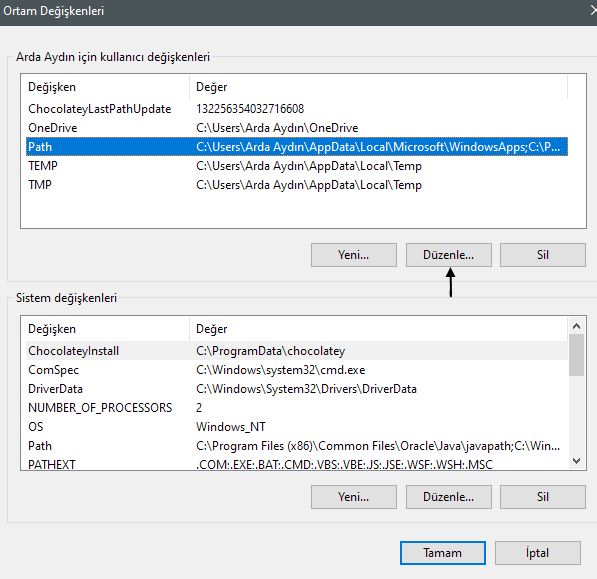 Ortam Değişkenleri
Arda Aydın için kullanıcı değişkenleri
Değişken Değer
ChocolateyLastPathUpdate 132256354032716608
OneDrive C:\Users\Arda Aydın\OneDrive
Path C:\Users\Arda Aydın\AppData\Local\Microsoft\WindowsApps;C:\P...
TEMP C:\Users\Arda Aydın\AppData\Local\Temp
TMP C:\Users\Arda Aydın\AppData\Local\Temp
Yeni... Düzenle... Sil
Sistem değişkenleri
Değişken Değer
ChocolateyInstall C:\ProgramData\chocolatey
ComSpec C:\Windows\system32\cmd.exe
DriverData C:\Windows\System32\Drivers\DriverData
NUMBER_OF_PROCESSORS 2
OS Windows_NT
Path C:\Program Files (x86)\Common Files\Oracle\Java\javapath;C:\Win...
PATHEXT .COM;.EXE;.BAT;.CMD;.VBS;.VBE;.JS;.JSE;.WSF;.WSH;.MSC
Yeni... Düzenle... Sil
Tamam İptal